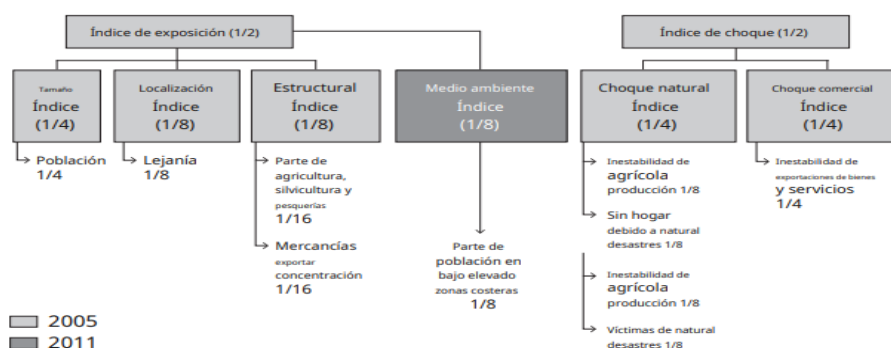 Índice de exposición (1/2)
Índice de choque (1/2)
Tamaño
Índice
(1/4)
Localización
Índice
(1/8)
Estructural
Índice
(1/8)
Medio ambiente
Índice
(1/8)
Choque natural
Índice
(1/4)
Choque comercial
Índice
(1/4)
Población
1/4
Lejanía
1/8
Parte de
agricultura,
silvicultura y
pesquerías
1/16
Mercancías
exportar
concentración
1/16
Parte de
población en
bajo elevado
zonas costeras
1/8
Inestabilidad de
agrícola
producción 1/8
Sin hogar
debido a natural
desastres 1/8
Inestabilidad de
agrícola
producción 1/8
Víctimas de natural
desastres 1/8
Inestabilidad de
exportaciones de bienes
y servicios
1/4
2005
2011